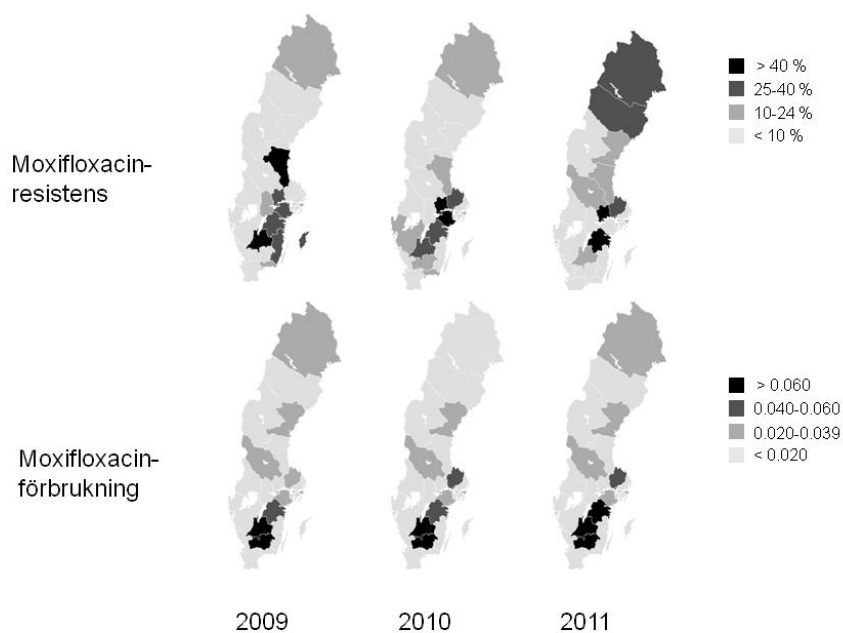 > 40 %
25-40 %
10-24 %
< 10 %
Moxifloxacin-
resistens
> 0.060
0.040-0.060
0.020-0.039
< 0.020
Moxifloxacin-
förbrukning
2009 2010 2011